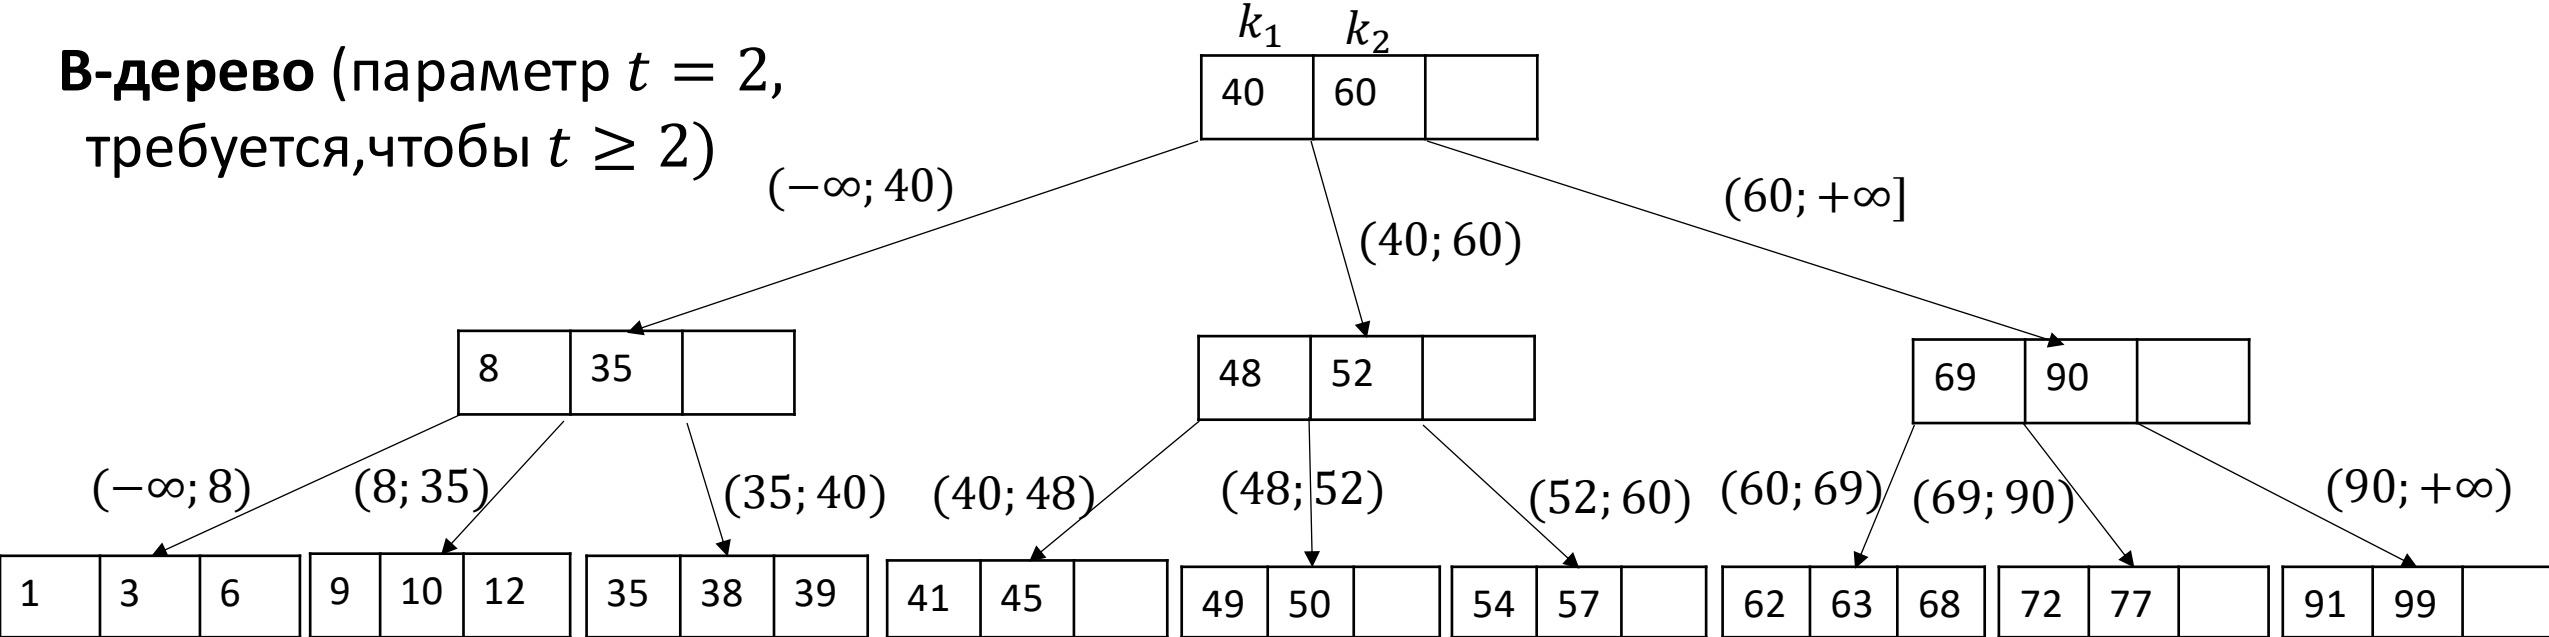 k₁ k₂
В-дерево (параметр t = 2,
требуется,чтобы t ≥ 2)
40 60
(−∞; 40)
(40; 60)
(60; +∞]
8 35
48 52
69 90
(−∞; 8) (8; 35) (35; 40) (40; 48) (48; 52) (52; 60) (60; 69) (69; 90) (90; +∞)
1 3 6 9 10 12 35 38 39 41 45 49 50 54 57 62 63 68 72 77 91 99